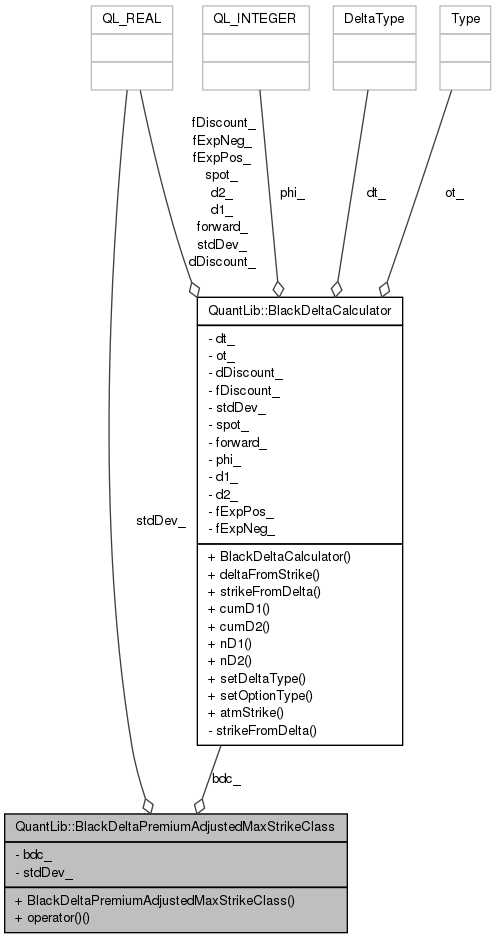 QL_REAL
QL_INTEGER
DeltaType
Type
fDiscount_
fExpNeg_
fExpPos_
spot_
d2_
d1_
forward_
stdDev_
dDiscount_
phi_
dt_
ot_
QuantLib::BlackDeltaCalculator
- dt_
- ot_
- dDiscount_
- fDiscount_
- stdDev_
- spot_
- forward_
- phi_
- d1_
- d2_
- fExpPos_
- fExpNeg_
+ BlackDeltaCalculator()
+ deltaFromStrike()
+ strikeFromDelta()
+ cumD1()
+ cumD2()
+ nD1()
+ nD2()
+ setDeltaType()
+ setOptionType()
+ atmStrike()
- strikeFromDelta()
stdDev_
bdc_
QuantLib::BlackDeltaPremiumAdjustedMaxStrikeClass
- bdc_
- stdDev_
+ BlackDeltaPremiumAdjustedMaxStrikeClass()
+ operator()()